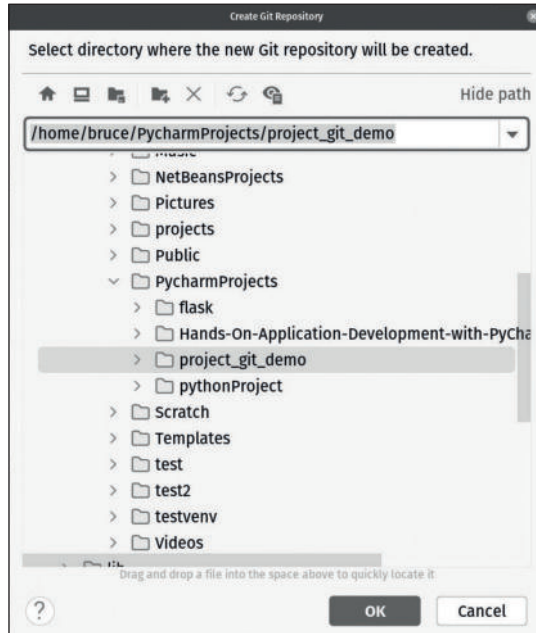 Create Git Repository
Select directory where the new Git repository will be created.
Hide path
/home/bruce/PycharmProjects/project_git_demo
Music
NetBeansProjects
Pictures
projects
Public
PycharmProjects
flask
Hands-On-Application-Development-with-PyCha
project_git_demo
pythonProject
Scratch
Templates
test
test2
testvenv
Videos
lib
Drag and drop a file into the space above to quickly locate it
?
OK
Cancel